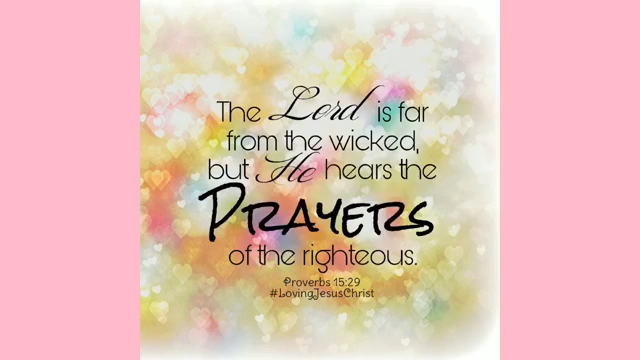 The Lord is far
from the wicked,
but He hears the
PRAYERS
of the righteous.
Proverbs 15:29
#LovingJesusChrist